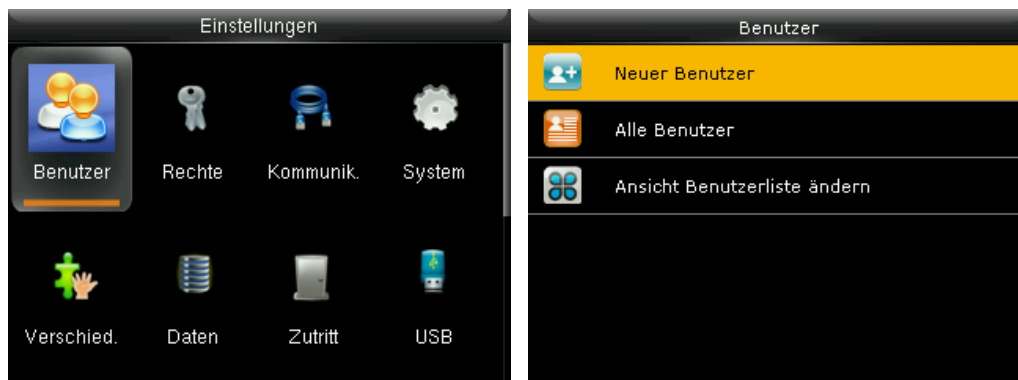 Einstellungen
Benutzer
Rechte
Kommunik.
System
Verschied.
Daten
Zutritt
USB
Benutzer
Neuer Benutzer
Alle Benutzer
Ansicht Benutzerliste ändern